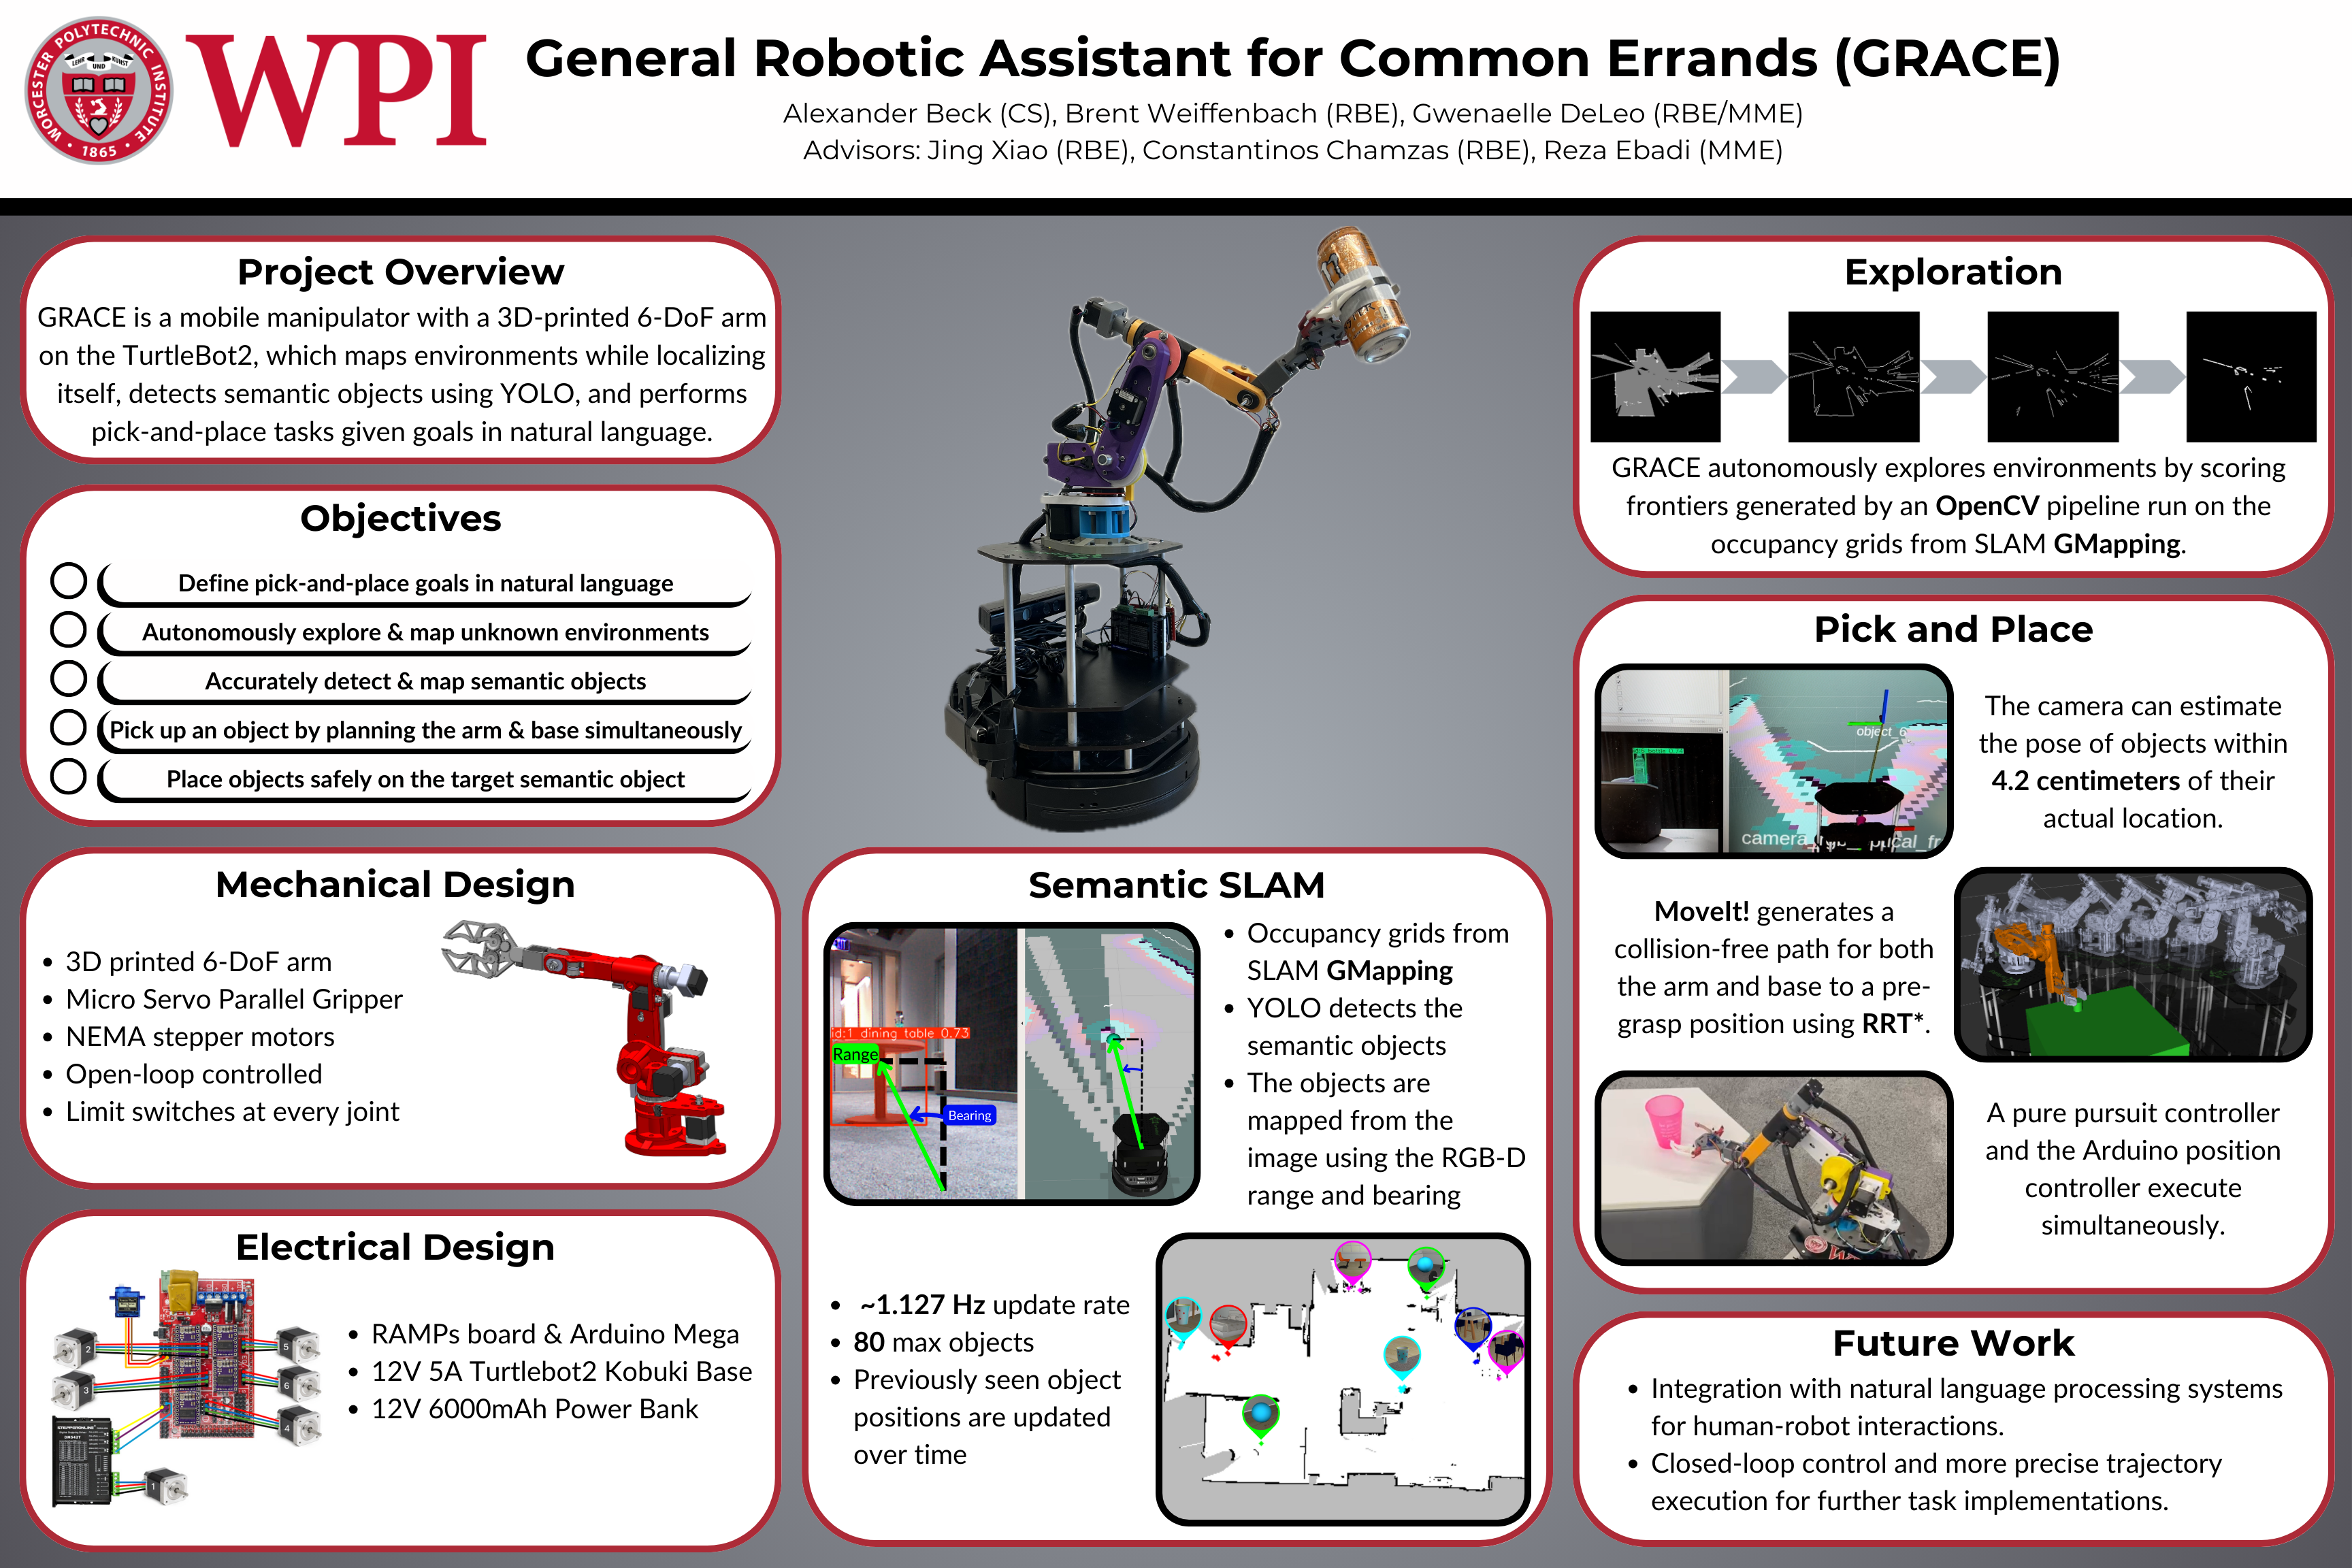 WORCESTER POLYTECHNIC INSTITUTE
LEHR UND KUNST
1865
WPI
General Robotic Assistant for Common Errands (GRACE)
Alexander Beck (CS), Brent Weiffenbach (RBE), Gwenaelle DeLeo (RBE/MME)
Advisors: Jing Xiao (RBE), Constantinos Chamzas (RBE), Reza Ebadi (MME)
Project Overview
GRACE is a mobile manipulator with a 3D-printed 6-DoF arm
on the TurtleBot2, which maps environments while localizing
itself, detects semantic objects using YOLO, and performs
pick-and-place tasks given goals in natural language.
Objectives
Define pick-and-place goals in natural language
Autonomously explore & map unknown environments
Accurately detect & map semantic objects
Pick up an object by planning the arm & base simultaneously
Place objects safely on the target semantic object
Mechanical Design
• 3D printed 6-DoF arm
• Micro Servo Parallel Gripper
• NEMA stepper motors
• Open-loop controlled
• Limit switches at every joint
Electrical Design
2
3
5
6
4
1
• RAMPs board & Arduino Mega
• 12V 5A Turtlebot2 Kobuki Base
• 12V 6000mAh Power Bank
Semantic SLAM
id:1 dining table 0.73
Range
Bearing
• Occupancy grids from
SLAM GMapping
• YOLO detects the
semantic objects
• The objects are
mapped from the
image using the RGB-D
range and bearing
• ~1.127 Hz update rate
• 80 max objects
• Previously seen object
positions are updated
over time
Exploration
GRACE autonomously explores environments by scoring
frontiers generated by an OpenCV pipeline run on the
occupancy grids from SLAM GMapping.
Pick and Place
object_6
The camera can estimate
the pose of objects within
4.2 centimeters of their
actual location.
MoveIt! generates a
collision-free path for both
the arm and base to a pre-
grasp position using RRT*.
A pure pursuit controller
and the Arduino position
controller execute
simultaneously.
Future Work
• Integration with natural language processing systems
for human-robot interactions.
• Closed-loop control and more precise trajectory
execution for further task implementations.